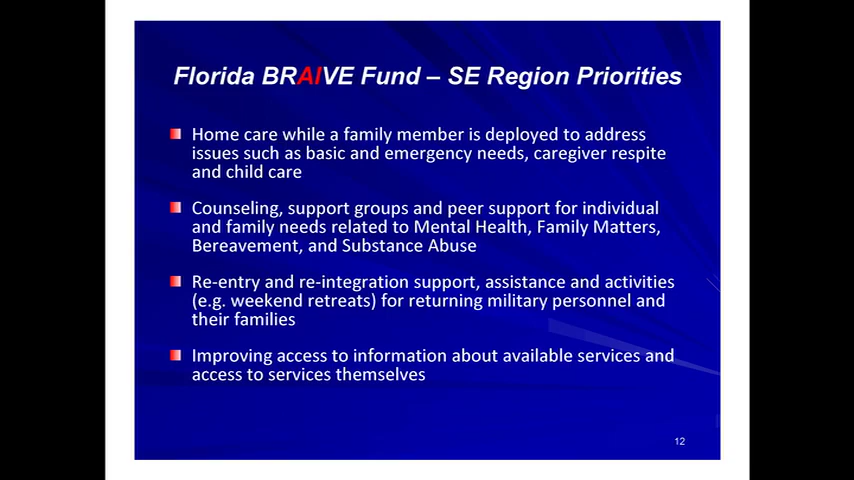 Florida BRAIVE Fund – SE Region Priorities
Home care while a family member is deployed to address
issues such as basic and emergency needs, caregiver respite
and child care
Counseling, support groups and peer support for individual
and family needs related to Mental Health, Family Matters,
Bereavement, and Substance Abuse
Re-entry and re-integration support, assistance and activities
(e.g. weekend retreats) for returning military personnel and
their families
Improving access to information about available services and
access to services themselves
12